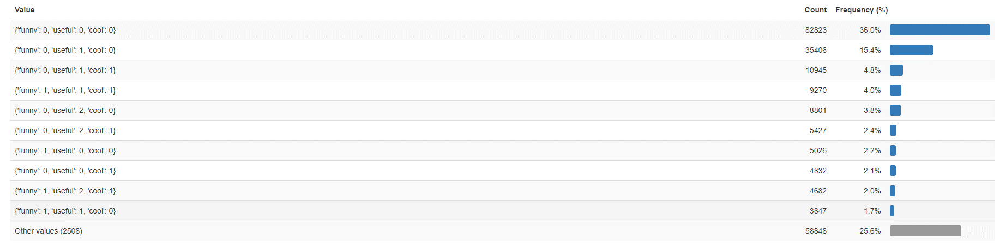 Value Count Frequency (%)
{'funny': 0, 'useful': 0, 'cool': 0} 82823 36.0%
{'funny': 0, 'useful': 1, 'cool': 0} 35406 15.4%
{'funny': 0, 'useful': 1, 'cool': 1} 10945 4.8%
{'funny': 1, 'useful': 1, 'cool': 1} 9270 4.0%
{'funny': 0, 'useful': 2, 'cool': 0} 8801 3.8%
{'funny': 0, 'useful': 2, 'cool': 1} 5427 2.4%
{'funny': 1, 'useful': 0, 'cool': 0} 5026 2.2%
{'funny': 0, 'useful': 0, 'cool': 1} 4832 2.1%
{'funny': 1, 'useful': 2, 'cool': 1} 4682 2.0%
{'funny': 1, 'useful': 1, 'cool': 0} 3847 1.7%
Other values (2508) 58848 25.6%